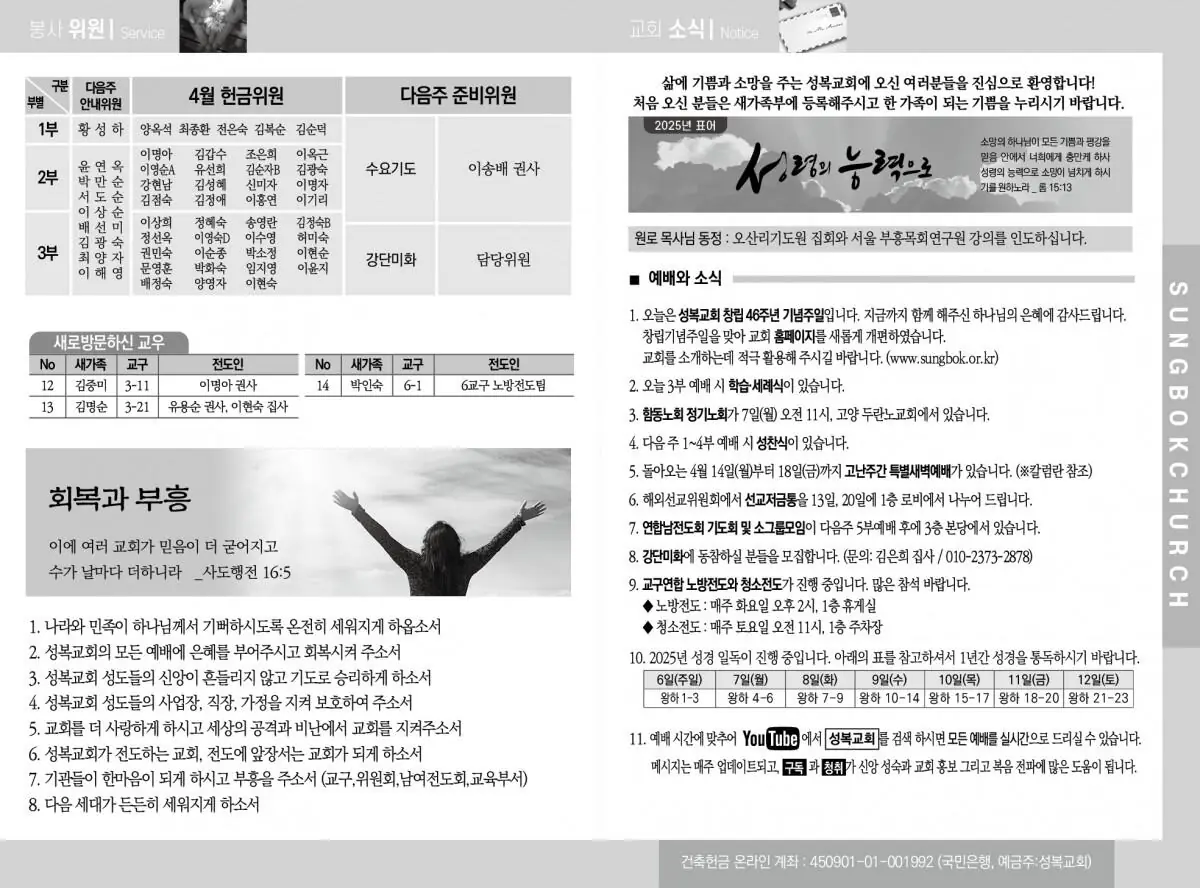 봉사 위원 | Service
구분
부별
다음주
안내위원
4월 헌금위원
다음주 준비위원
1부
황 성 하
양옥석 최종환 전은숙 김복순 김순덕
2부
3부
윤 연 옥
박 만 순
서 도 순
이 상 순
배 선 미
김 광 숙
최 양 자
이 해 영
이명아 김갑수 조은희 이옥근
이영순A 유선희 김순자B 김광숙
강현남 김성혜 신미자 이명자
김점숙 김정애 이홍연 이기리
이상희 정혜숙 송영란 김정숙B
정선옥 이영숙D 이수영 허미숙
권민숙 이순종 박소정 이현순
문영훈 박화숙 임지영 이윤지
배정숙 양영자 이현숙
수요기도 이송배 권사
강단미화 담당위원
새로방문하신 교우
No 새가족 교구 전도인
12 김중미 3-11 이명아 권사
13 김명순 3-21 유용순 권사, 이현숙 집사
No 새가족 교구 전도인
14 박인숙 6-1 6교구 노방전도팀
회복과 부흥
이에 여러 교회가 믿음이 더 굳어지고
수가 날마다 더하니라 _사도행전 16:5
1. 나라와 민족이 하나님께서 기뻐하시도록 온전히 세워지게 하옵소서
2. 성복교회의 모든 예배에 은혜를 부어주시고 회복시켜 주소서
3. 성복교회 성도들의 신앙이 흔들리지 않고 기도로 승리하게 하소서
4. 성복교회 성도들의 사업장, 직장, 가정을 지켜 보호하여 주소서
5. 교회를 더 사랑하게 하시고 세상의 공격과 비난에서 교회를 지켜주소서
6. 성복교회가 전도하는 교회, 전도에 앞장서는 교회가 되게 하소서
7. 기관들이 한마음이 되게 하시고 부흥을 주소서 (교구,위원회,남여전도회,교육부서)
8. 다음 세대가 든든히 세워지게 하소서
교회 소식 | Notice
삶에 기쁨과 소망을 주는 성복교회에 오신 여러분들을 진심으로 환영합니다!
처음 오신 분들은 새가족부에 등록해주시고 한 가족이 되는 기쁨을 누리시기 바랍니다.
2025년 표어
성령의 능력으로
소망의 하나님이 모든 기쁨과 평강을
믿음 안에서 너희에게 충만케 하사
성령의 능력으로 소망이 넘치게 하시
기를 원하노라 _ 롬 15:13
원로 목사님 동정 : 오산리기도원 집회와 서울 부흥목회연구원 강의를 인도하십니다.
■ 예배와 소식
1. 오늘은 성복교회 창립 46주년 기념주일입니다. 지금까지 함께 해주신 하나님의 은혜에 감사드립니다.
창립기념주일을 맞아 교회 홈페이지를 새롭게 개편하였습니다.
교회를 소개하는데 적극 활용해 주시길 바랍니다. (www.sungbok.or.kr)
2. 오늘 3부 예배 시 학습·세례식이 있습니다.
3. 함동노회 정기노회가 7일(월) 오전 11시, 고양 두란노교회에서 있습니다.
4. 다음 주 1~4부 예배 시 성찬식이 있습니다.
5. 돌아오는 4월 14일(월)부터 18일(금)까지 고난주간 특별새벽예배가 있습니다. (※칼럼란 참조)
6. 해외선교위원회에서 선교저금통을 13일, 20일에 1층 로비에서 나누어 드립니다.
7. 연합남전도회 기도회 및 소그룹모임이 다음주 5부예배 후에 3층 본당에서 있습니다.
8. 강단미화에 동참하실 분들을 모집합니다. (문의: 김은희 집사 / 010-2373-2878)
9. 교구연합 노방전도와 청소전도가 진행 중입니다. 많은 참석 바랍니다.
◆ 노방전도 : 매주 화요일 오후 2시, 1층 휴게실
◆ 청소전도 : 매주 토요일 오전 11시, 1층 주차장
10. 2025년 성경 일독이 진행 중입니다. 아래의 표를 참고하셔서 1년간 성경을 통독하시기 바랍니다.
6일(주일) 7일(월) 8일(화) 9일(수) 10일(목) 11일(금) 12일(토)
왕하 1-3 왕하 4-6 왕하 7-9 왕하 10-14 왕하 15-17 왕하 18-20 왕하 21-23
11. 예배 시간에 맞추어 YouTube에서 성복교회를 검색 하시면 모든 예배를 실시간으로 드리실 수 있습니다.
메시지는 매주 업데이트되고, 구독 과 청취가 신앙 성숙과 교회 홍보 그리고 복음 전파에 많은 도움이 됩니다.
SUNGBOKCHURCH
건축헌금 온라인 계좌 : 450901-01-001992 (국민은행, 예금주:성복교회)